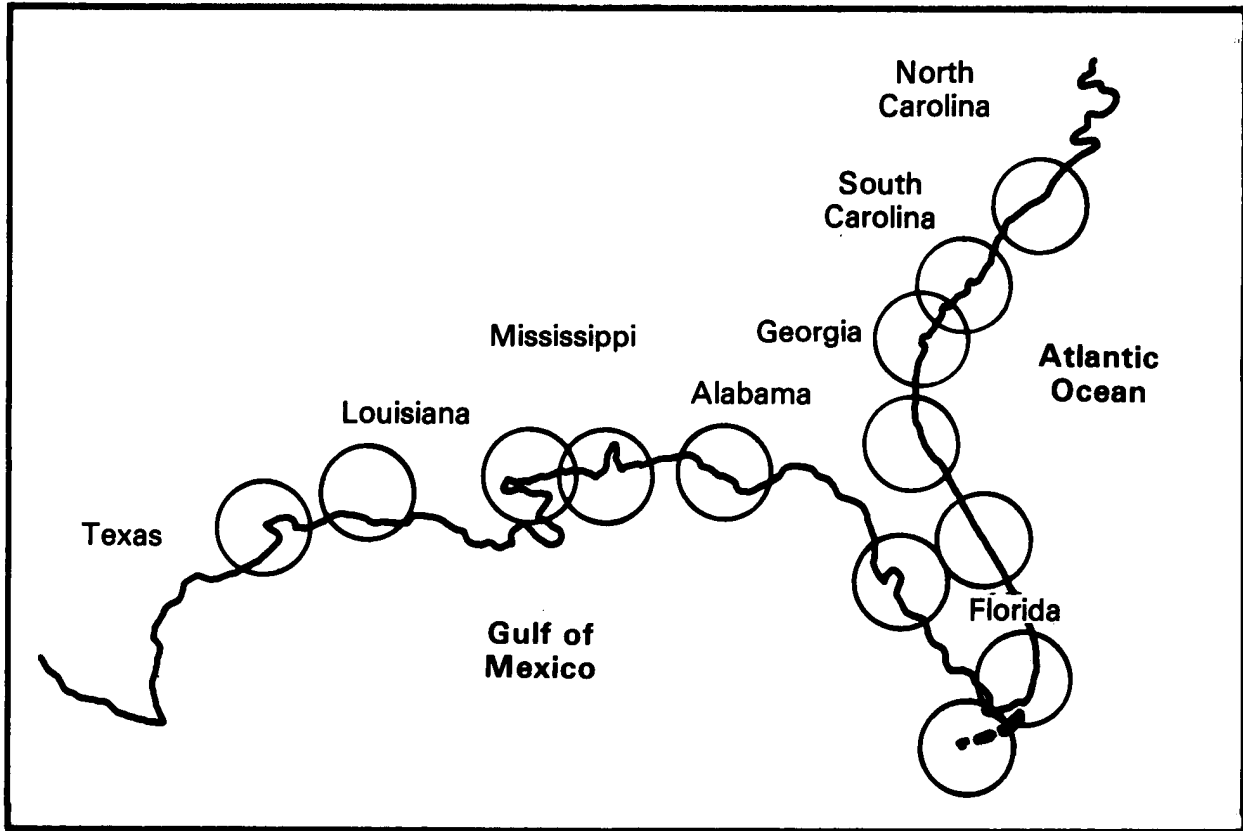 North
Carolina
South
Carolina
Mississippi
Georgia
Atlantic
Ocean
Louisiana
Alabama
Texas
Florida
Gulf of
Mexico